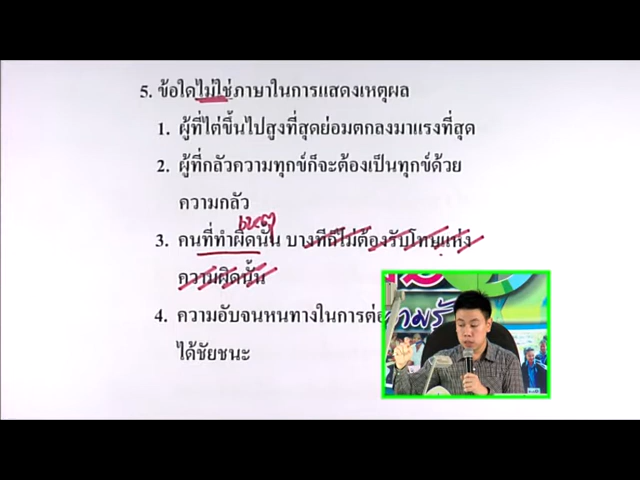 5. ข้อใดไม่ใช่ภาษาในการแสดงเหตุผล
1. ผู้ที่ไต่ขึ้นไปสูงที่สุดย่อมตกลงมาแรงที่สุด
2. ผู้ที่กลัวความทุกข์ก็จะต้องเป็นทุกข์ด้วย
ความกลัว
เหตุ
3. คนที่ทำผิดนั้น บางทีก็ไม่ต้องรับโทษแห่ง
ความผิดนั้น
4. ความอับจนหนทางในการต่อ
ได้ชัยชนะ